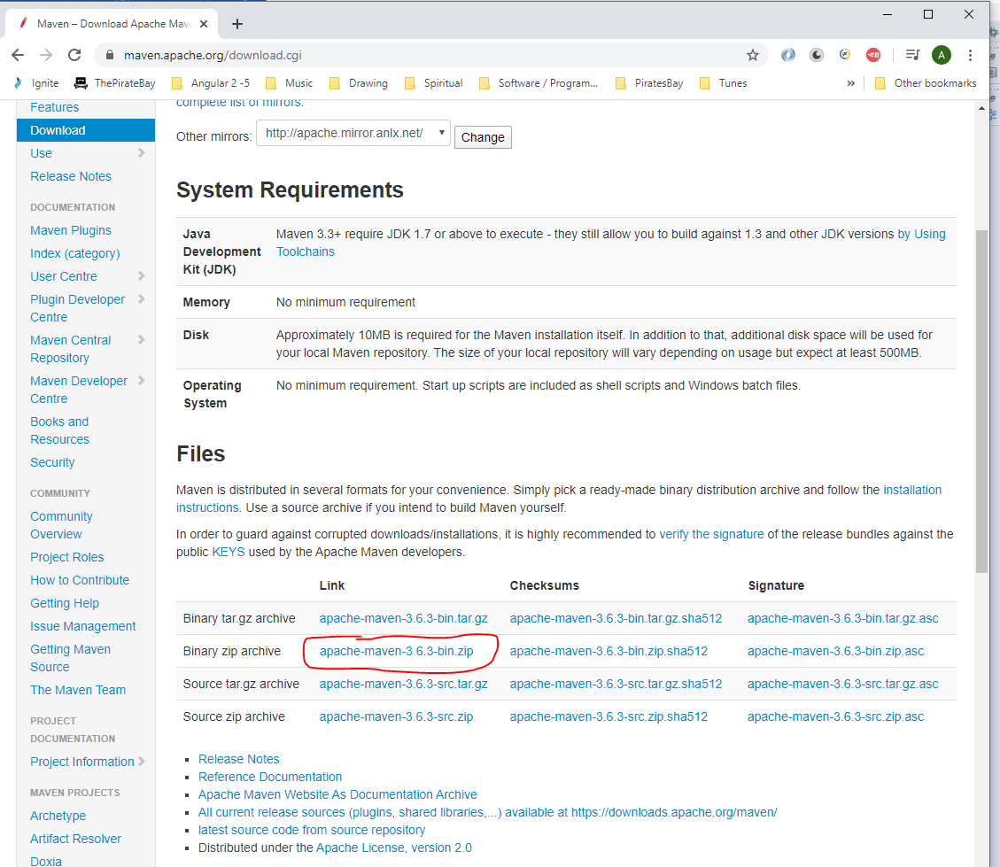 Maven – Download Apache Mave
maven.apache.org/download.cgi
A
Ignite
ThePirateBay
Angular 2 -5
Music
Drawing
Spiritual
Software / Program...
PiratesBay
Tunes
»
Other bookmarks
Features
Download
Use
Release Notes
DOCUMENTATION
Maven Plugins
Index (category)
User Centre
Plugin Developer
Centre
Maven Central
Repository
Maven Developer
Centre
Books and
Resources
Security
COMMUNITY
Community
Overview
Project Roles
How to Contribute
Getting Help
Issue Management
Getting Maven
Source
The Maven Team
PROJECT
DOCUMENTATION
Project Information
MAVEN PROJECTS
Archetype
Artifact Resolver
Doxia
complete list of mirrors.
Other mirrors: http://apache.mirror.anlx.net/ Change
System Requirements
Java
Development
Kit (JDK)
Maven 3.3+ require JDK 1.7 or above to execute - they still allow you to build against 1.3 and other JDK versions by Using
Toolchains
Memory
No minimum requirement
Disk
Approximately 10MB is required for the Maven installation itself. In addition to that, additional disk space will be used for
your local Maven repository. The size of your local repository will vary depending on usage but expect at least 500MB.
Operating
System
No minimum requirement. Start up scripts are included as shell scripts and Windows batch files.
Files
Maven is distributed in several formats for your convenience. Simply pick a ready-made binary distribution archive and follow the installation
instructions. Use a source archive if you intend to build Maven yourself.
In order to guard against corrupted downloads/installations, it is highly recommended to verify the signature of the release bundles against the
public KEYS used by the Apache Maven developers.
Link Checksums Signature
Binary tar.gz archive apache-maven-3.6.3-bin.tar.gz apache-maven-3.6.3-bin.tar.gz.sha512 apache-maven-3.6.3-bin.tar.gz.asc
Binary zip archive apache-maven-3.6.3-bin.zip apache-maven-3.6.3-bin.zip.sha512 apache-maven-3.6.3-bin.zip.asc
Source tar.gz archive apache-maven-3.6.3-src.tar.gz apache-maven-3.6.3-src.tar.gz.sha512 apache-maven-3.6.3-src.tar.gz.asc
Source zip archive apache-maven-3.6.3-src.zip apache-maven-3.6.3-src.zip.sha512 apache-maven-3.6.3-src.zip.asc
Release Notes
Reference Documentation
Apache Maven Website As Documentation Archive
All current release sources (plugins, shared libraries,...) available at https://downloads.apache.org/maven/
latest source code from source repository
Distributed under the Apache License, version 2.0